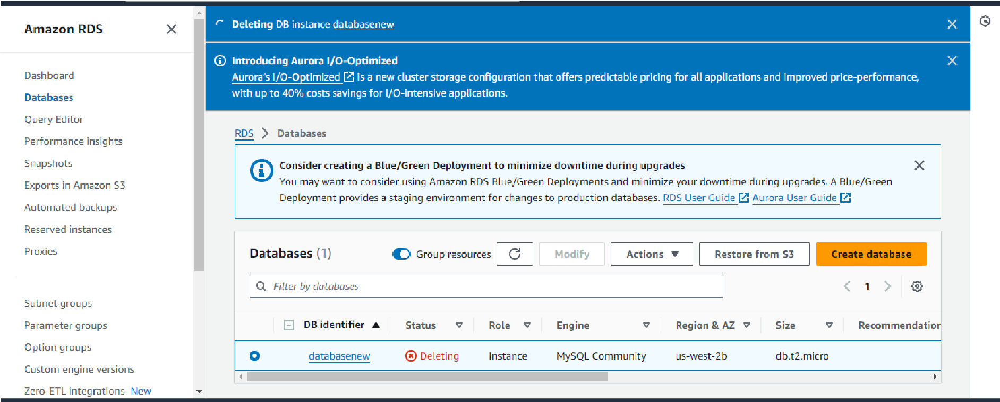 Amazon RDS
Dashboard
Databases
Query Editor
Performance insights
Snapshots
Exports in Amazon S3
Automated backups
Reserved instances
Proxies
Subnet groups
Parameter groups
Option groups
Custom engine versions
Zero-ETL integrations New
Deleting DB instance databasenew
Introducing Aurora I/O-Optimized
Aurora's I/O-Optimized is a new cluster storage configuration that offers predictable pricing for all applications and improved price-performance,
with up to 40% costs savings for I/O-intensive applications.
RDS > Databases
Consider creating a Blue/Green Deployment to minimize downtime during upgrades
You may want to consider using Amazon RDS Blue/Green Deployments and minimize your downtime during upgrades. A Blue/Green
Deployment provides a staging environment for changes to production databases. RDS User Guide Aurora User Guide
Databases (1) Group resources Modify Actions Restore from S3 Create database
Filter by databases 1
DB identifier Status Role Engine Region & AZ Size Recommendation
databasenew Deleting Instance MySQL Community us-west-2b db.t2.micro